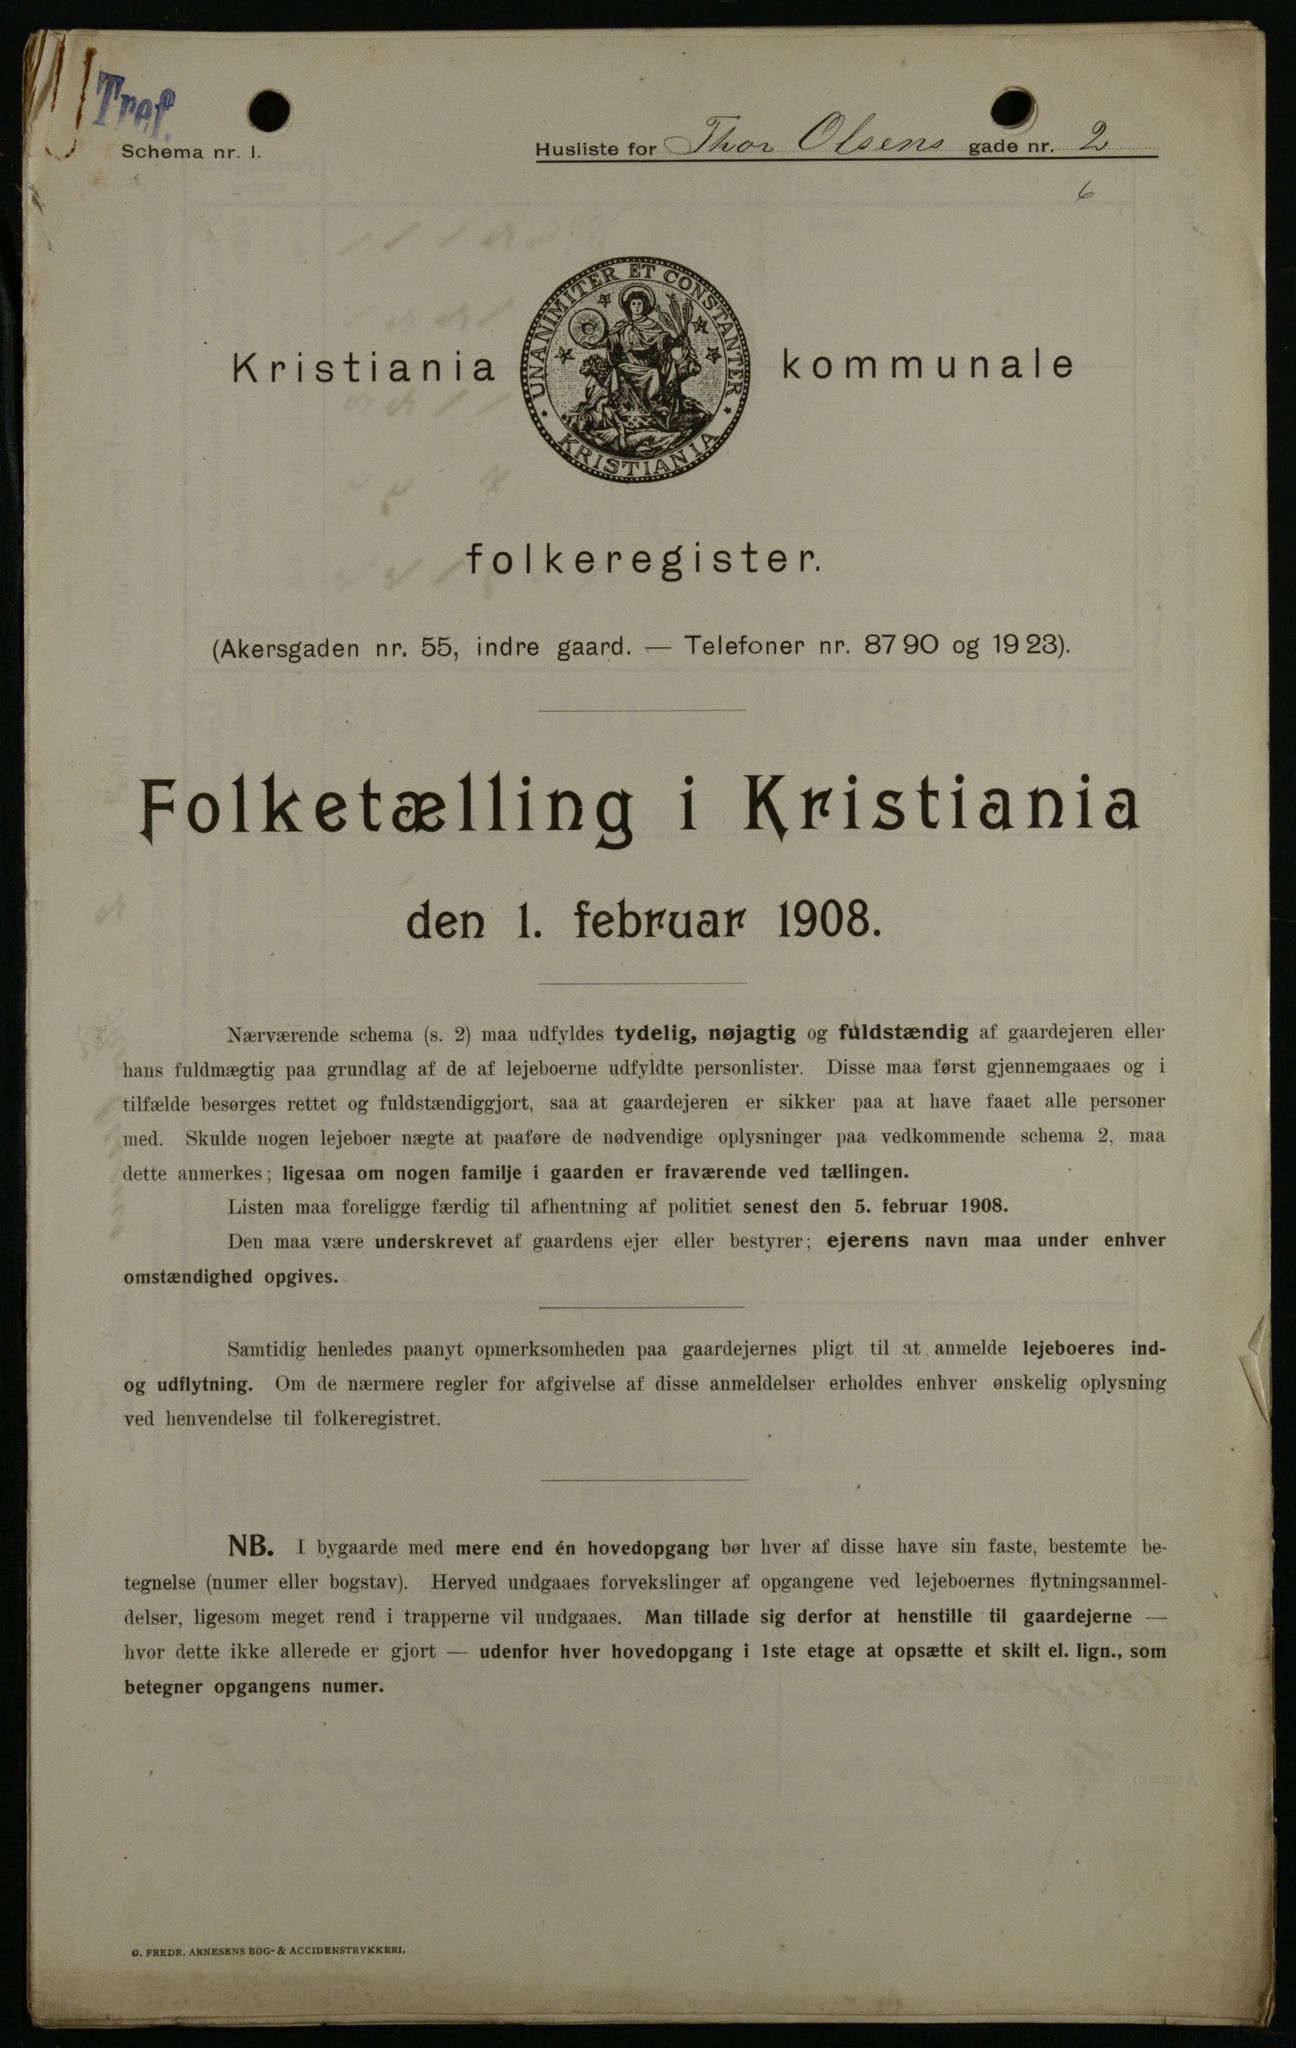 Tref.
Schema nr. 1.
Husliste for Thor Olsens gade nr. 2
6
UNANIMITER ET CONSTANTER
KRISTIANIA
Kristiania kommunale
folkeregister.
(Akersgaden nr. 55, indre gaard. — Telefoner nr. 87 90 og 19 23).
Folketælling i Kristiania
den 1. februar 1908.
Nærværende schema (s. 2) maa udfyldes tydelig, nøjagtig og fuldstændig af gaardejeren eller
hans fuldmægtig paa grundlag af de af lejeboerne udfyldte personlister. Disse maa først gjennemgaaes og i
tilfælde besørges rettet og fuldstændiggjort, saa at gaardejeren er sikker paa at have faaet alle personer
med. Skulde nogen lejeboer nægte at paaføre de nødvendige oplysninger paa vedkommende schema 2, maa
dette anmerkes; ligesaa om nogen familje i gaarden er fraværende ved tællingen.
Listen maa foreligge færdig til afhentning af politiet senest den 5. februar 1908.
Den maa være underskrevet af gaardens ejer eller bestyrer; ejerens navn maa under enhver
omstændighed opgives.
Samtidig henledes paanyt opmerksomheden paa gaardejernes pligt til at anmelde lejeboeres ind-
og udflytning. Om de nærmere regler for afgivelse af disse anmeldelser erholdes enhver ønskelig oplysning
ved henvendelse til folkeregistret.
NB. I bygaarde med mere end én hovedopgang bør hver af disse have sin faste, bestemte be-
tegnelse (numer eller bogstav). Herved undgaaes forvekslinger af opgangene ved lejeboernes flytningsanmel-
delser, ligesom meget rend i trapperne vil undgaaes. Man tillade sig derfor at henstille til gaardejerne —
hvor dette ikke allerede er gjort — udenfor hver hovedopgang i 1ste etage at opsætte et skilt el. lign., som
betegner opgangens numer.
O. FREDR. ARNESENS BOG- & ACCIDENSTRYKKERI.